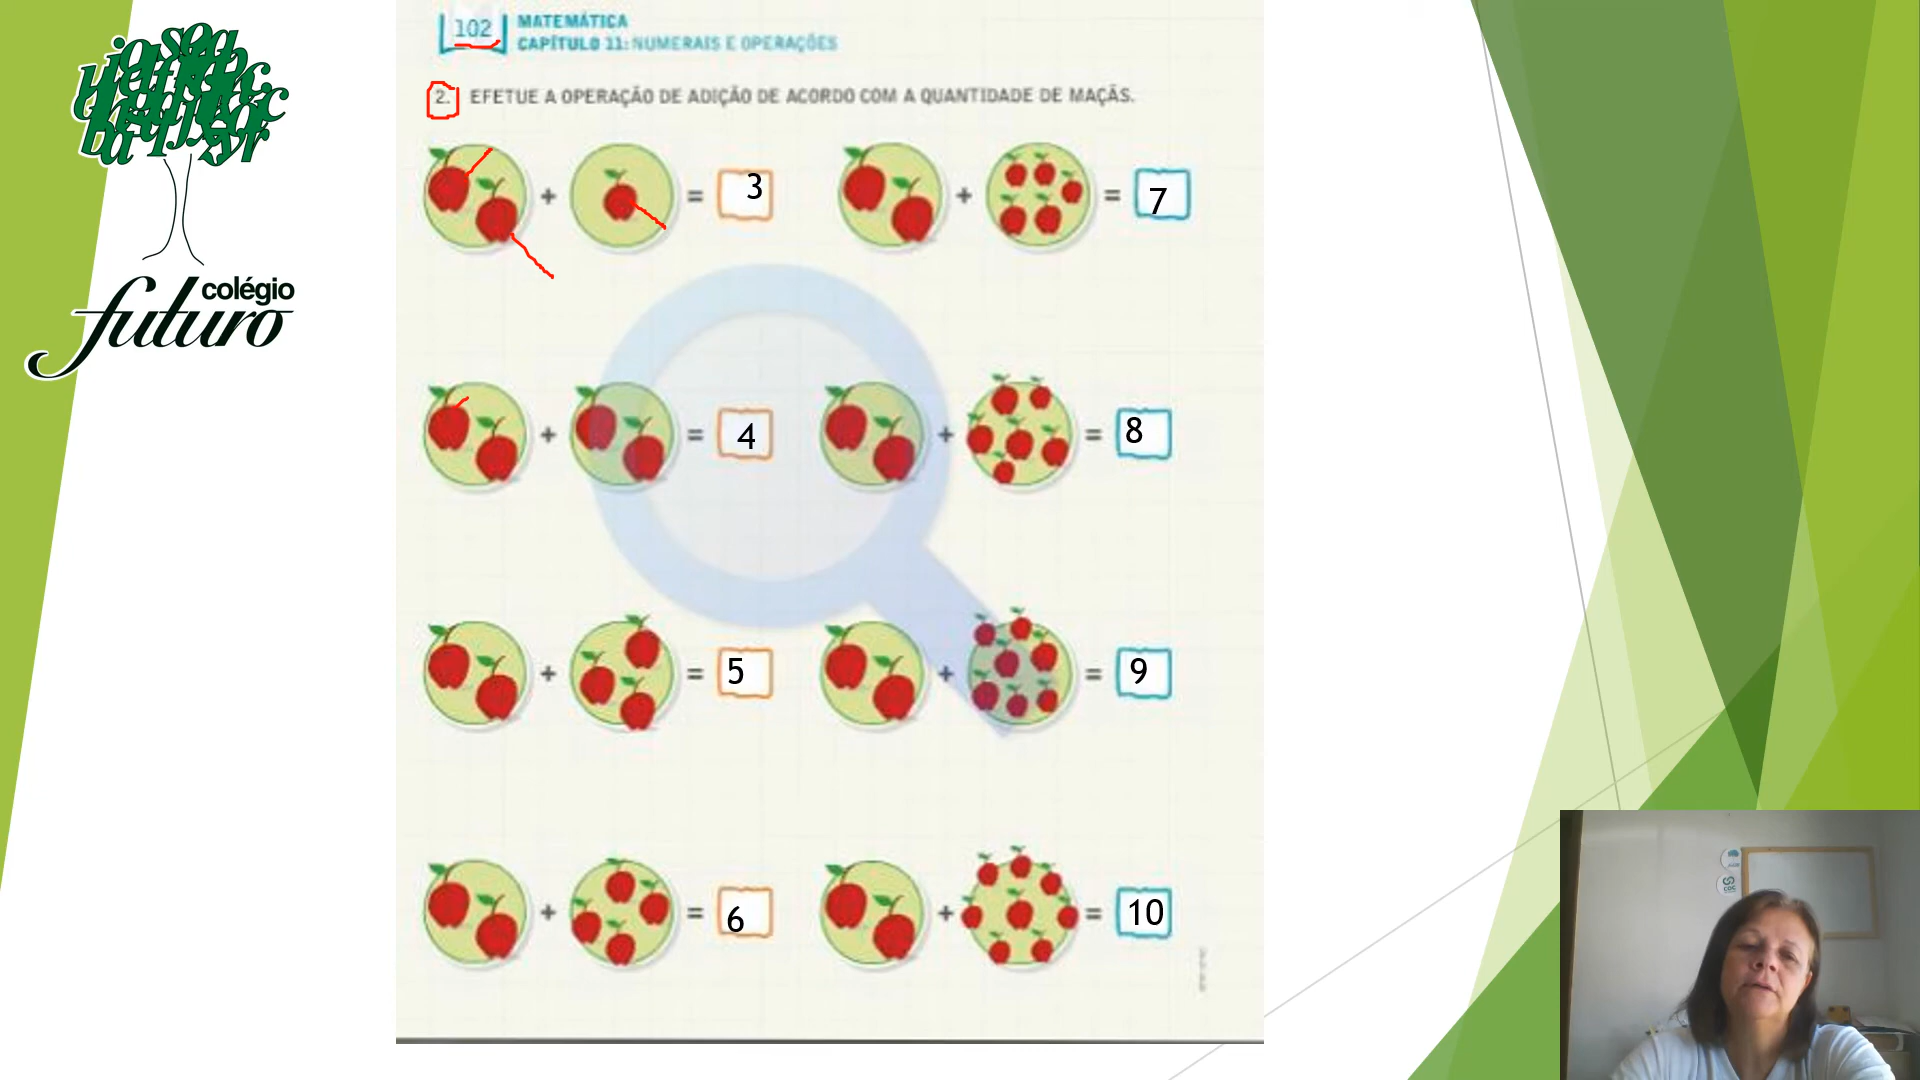 colégio
futuro
102
MATEMÁTICA
CAPÍTULO 11: NUMERAIS E OPERAÇÕES
2. EFETUE A OPERAÇÃO DE ADIÇÃO DE ACORDO COM A QUANTIDADE DE MAÇÃS.
+ = 3 + = 7
+ = 4 + = 8
+ = 5 + = 9
+ = 6 + = 10